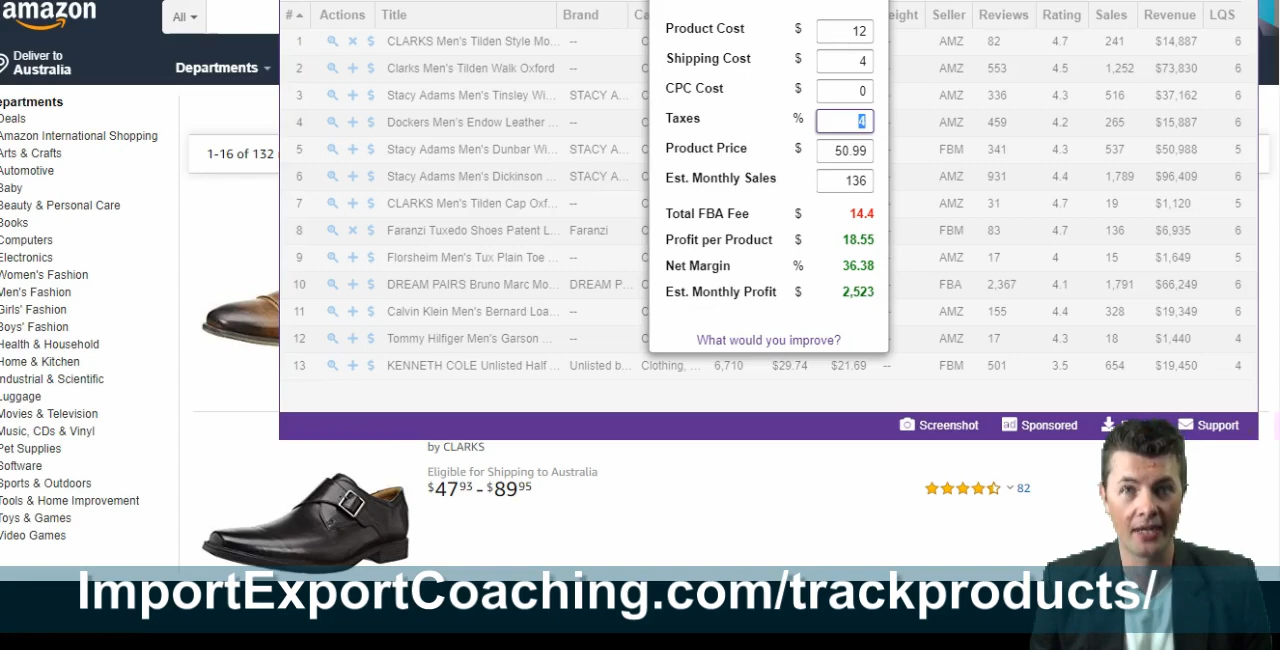 amazon
All
Deliver to
Australia
Departments
epartments
Deals
Amazon International Shopping
Arts & Crafts
Automotive
Baby
Beauty & Personal Care
Books
Computers
Electronics
Women's Fashion
Men's Fashion
Girls' Fashion
Boys' Fashion
Health & Household
Home & Kitchen
Industrial & Scientific
Luggage
Movies & Television
Music, CDs & Vinyl
Pet Supplies
Software
Sports & Outdoors
Tools & Home Improvement
Toys & Games
Video Games
1-16 of 132
# Actions Title Brand Ca eight Seller Reviews Rating Sales Revenue LQS
1 $ CLARKS Men's Tilden Style Mo... -- C AMZ 82 4.7 241 $14,887 6
2 $ Clarks Men's Tilden Walk Oxford -- C AMZ 553 4.5 1,252 $73,830 6
3 $ Stacy Adams Men's Tinsley Wi... STACY A... C AMZ 336 4.3 516 $37,162 6
4 $ Dockers Men's Endow Leather ... -- C AMZ 459 4.2 265 $15,887 6
5 $ Stacy Adams Men's Dunbar Wi... STACY A... C FBM 341 4.3 537 $50,988 5
6 $ Stacy Adams Men's Dickinson ... STACY A... C AMZ 931 4.4 1,789 $96,409 6
7 $ CLARKS Men's Tilden Cap Oxf... -- C AMZ 31 4.7 19 $1,120 5
8 $ Faranzi Tuxedo Shoes Patent L... Faranzi C FBM 83 4.7 136 $6,935 6
9 $ Florsheim Men's Tux Plain Toe ... -- C AMZ 17 4 15 $1,649 5
10 $ DREAM PAIRS Bruno Marc Mo... DREAM P... C FBA 2,367 4.1 1,791 $66,249 6
11 $ Calvin Klein Men's Bernard Loa... -- C AMZ 155 4.4 328 $19,349 6
12 $ Tommy Hilfiger Men's Garson ... -- C AMZ 17 4.3 18 $1,440 4
13 $ KENNETH COLE Unlisted Half ... Unlisted b... Clothing, ... 6,710 $29.74 $21.69 -- FBM 501 3.5 654 $19,450 4
Product Cost $ 12
Shipping Cost $ 4
CPC Cost $ 0
Taxes % 4
Product Price $ 50.99
Est. Monthly Sales 136
Total FBA Fee $ 14.4
Profit per Product $ 18.55
Net Margin % 36.38
Est. Monthly Profit $ 2,523
What would you improve?
Screenshot ad Sponsored Support
by CLARKS
Eligible for Shipping to Australia
$47 93 - $89 95
82
ImportExportCoaching.com/trackproducts/